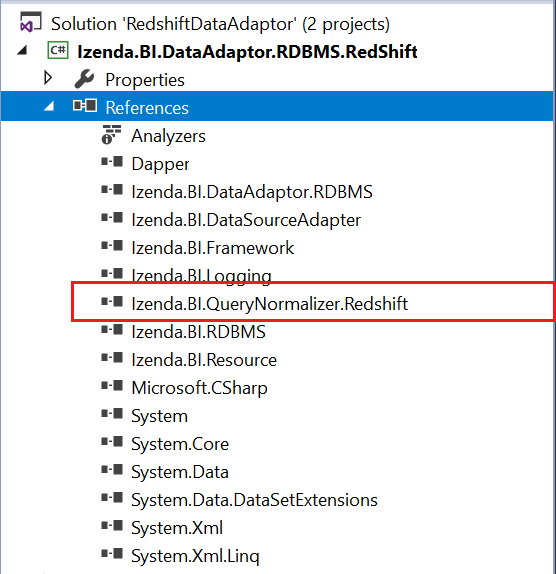 Solution 'RedshiftDataAdaptor' (2 projects)
C# Izenda.BI.DataAdaptor.RDBMS.RedShift
Properties
References
Analyzers
Dapper
Izenda.BI.DataAdaptor.RDBMS
Izenda.BI.DataSourceAdapter
Izenda.BI.Framework
Izenda.BI.Logging
Izenda.BI.QueryNormalizer.Redshift
Izenda.BI.RDBMS
Izenda.BI.Resource
Microsoft.CSharp
System
System.Core
System.Data
System.Data.DataSetExtensions
System.Xml
System.Xml.Linq